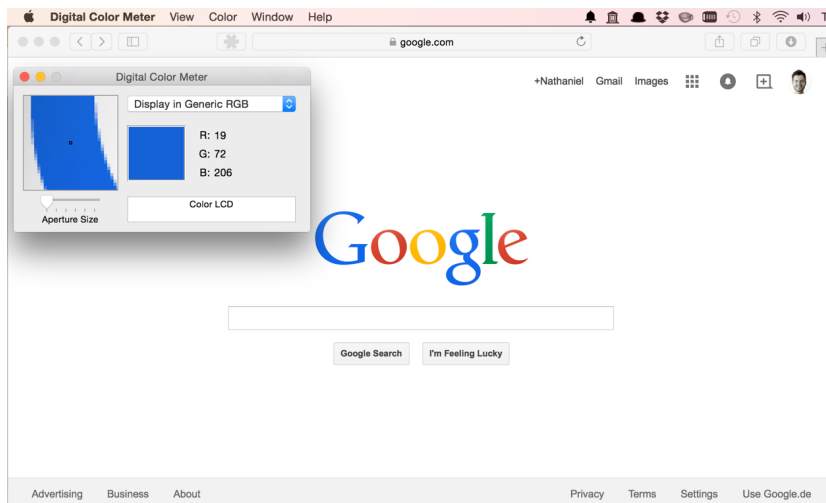 Digital Color Meter View Color Window Help
google.com
Digital Color Meter
Display in Generic RGB
R: 19
G: 72
B: 206
Aperture Size
Color LCD
+Nathaniel Gmail Images
Google
Google Search I'm Feeling Lucky
Advertising Business About Privacy Terms Settings Use Google.de